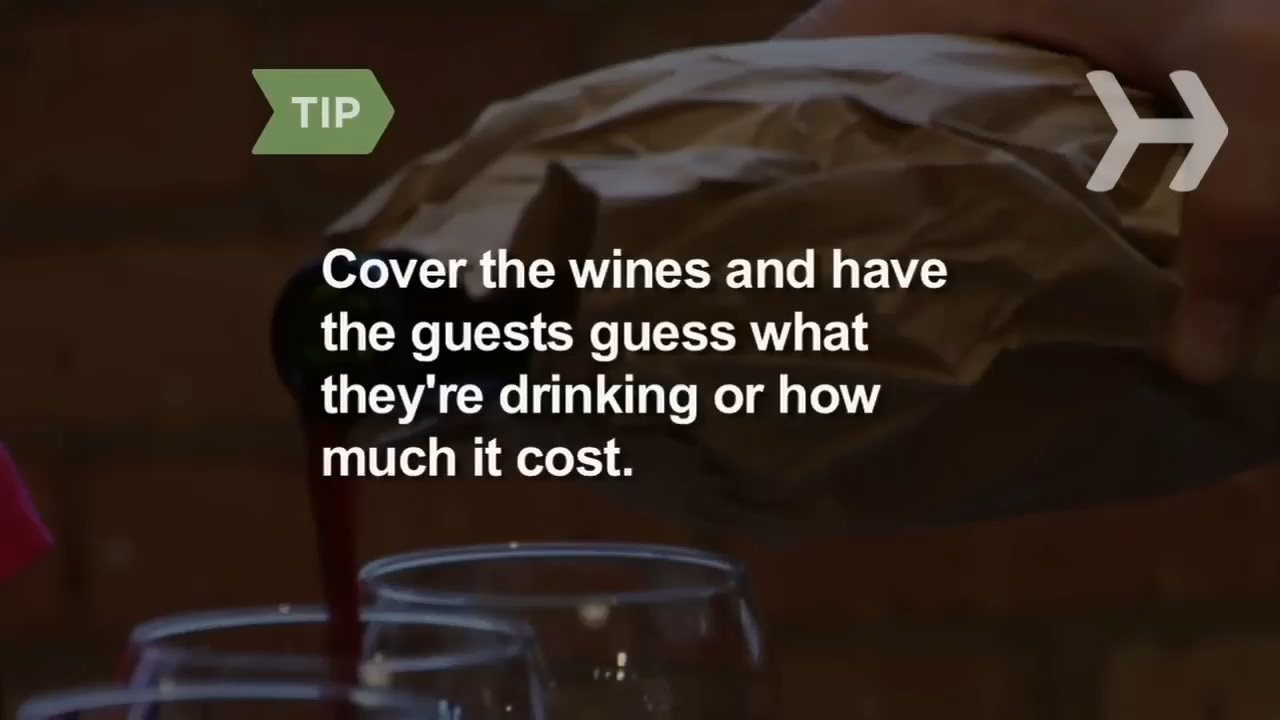 TIP
Cover the wines and have
the guests guess what
they're drinking or how
much it cost.